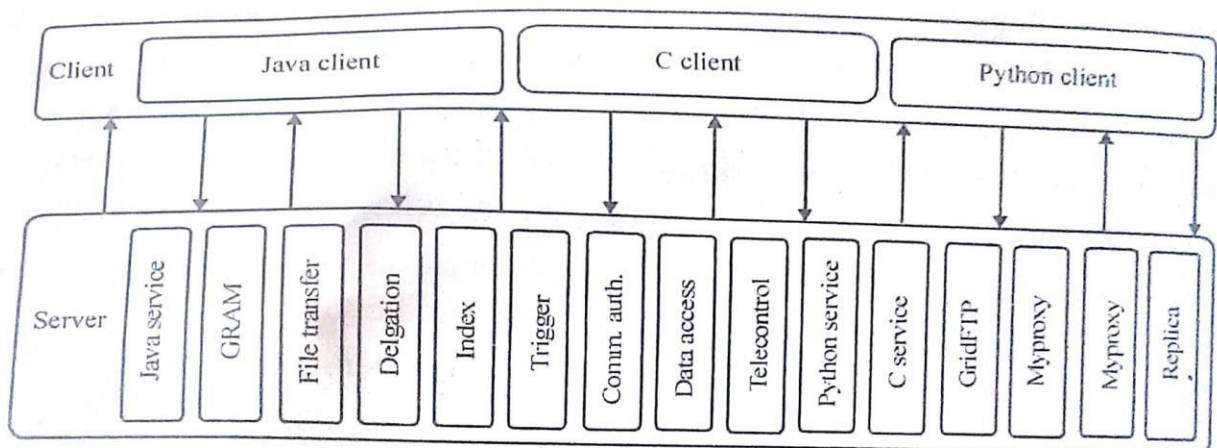 Client
Java client
C client
Python client
Server
Java service
GRAM
File transfer
Delgation
Index
Trigger
Comm. auth.
Data access
Telecontrol
Python service
C service
GridFTP
Myproxy
Myproxy
Replica